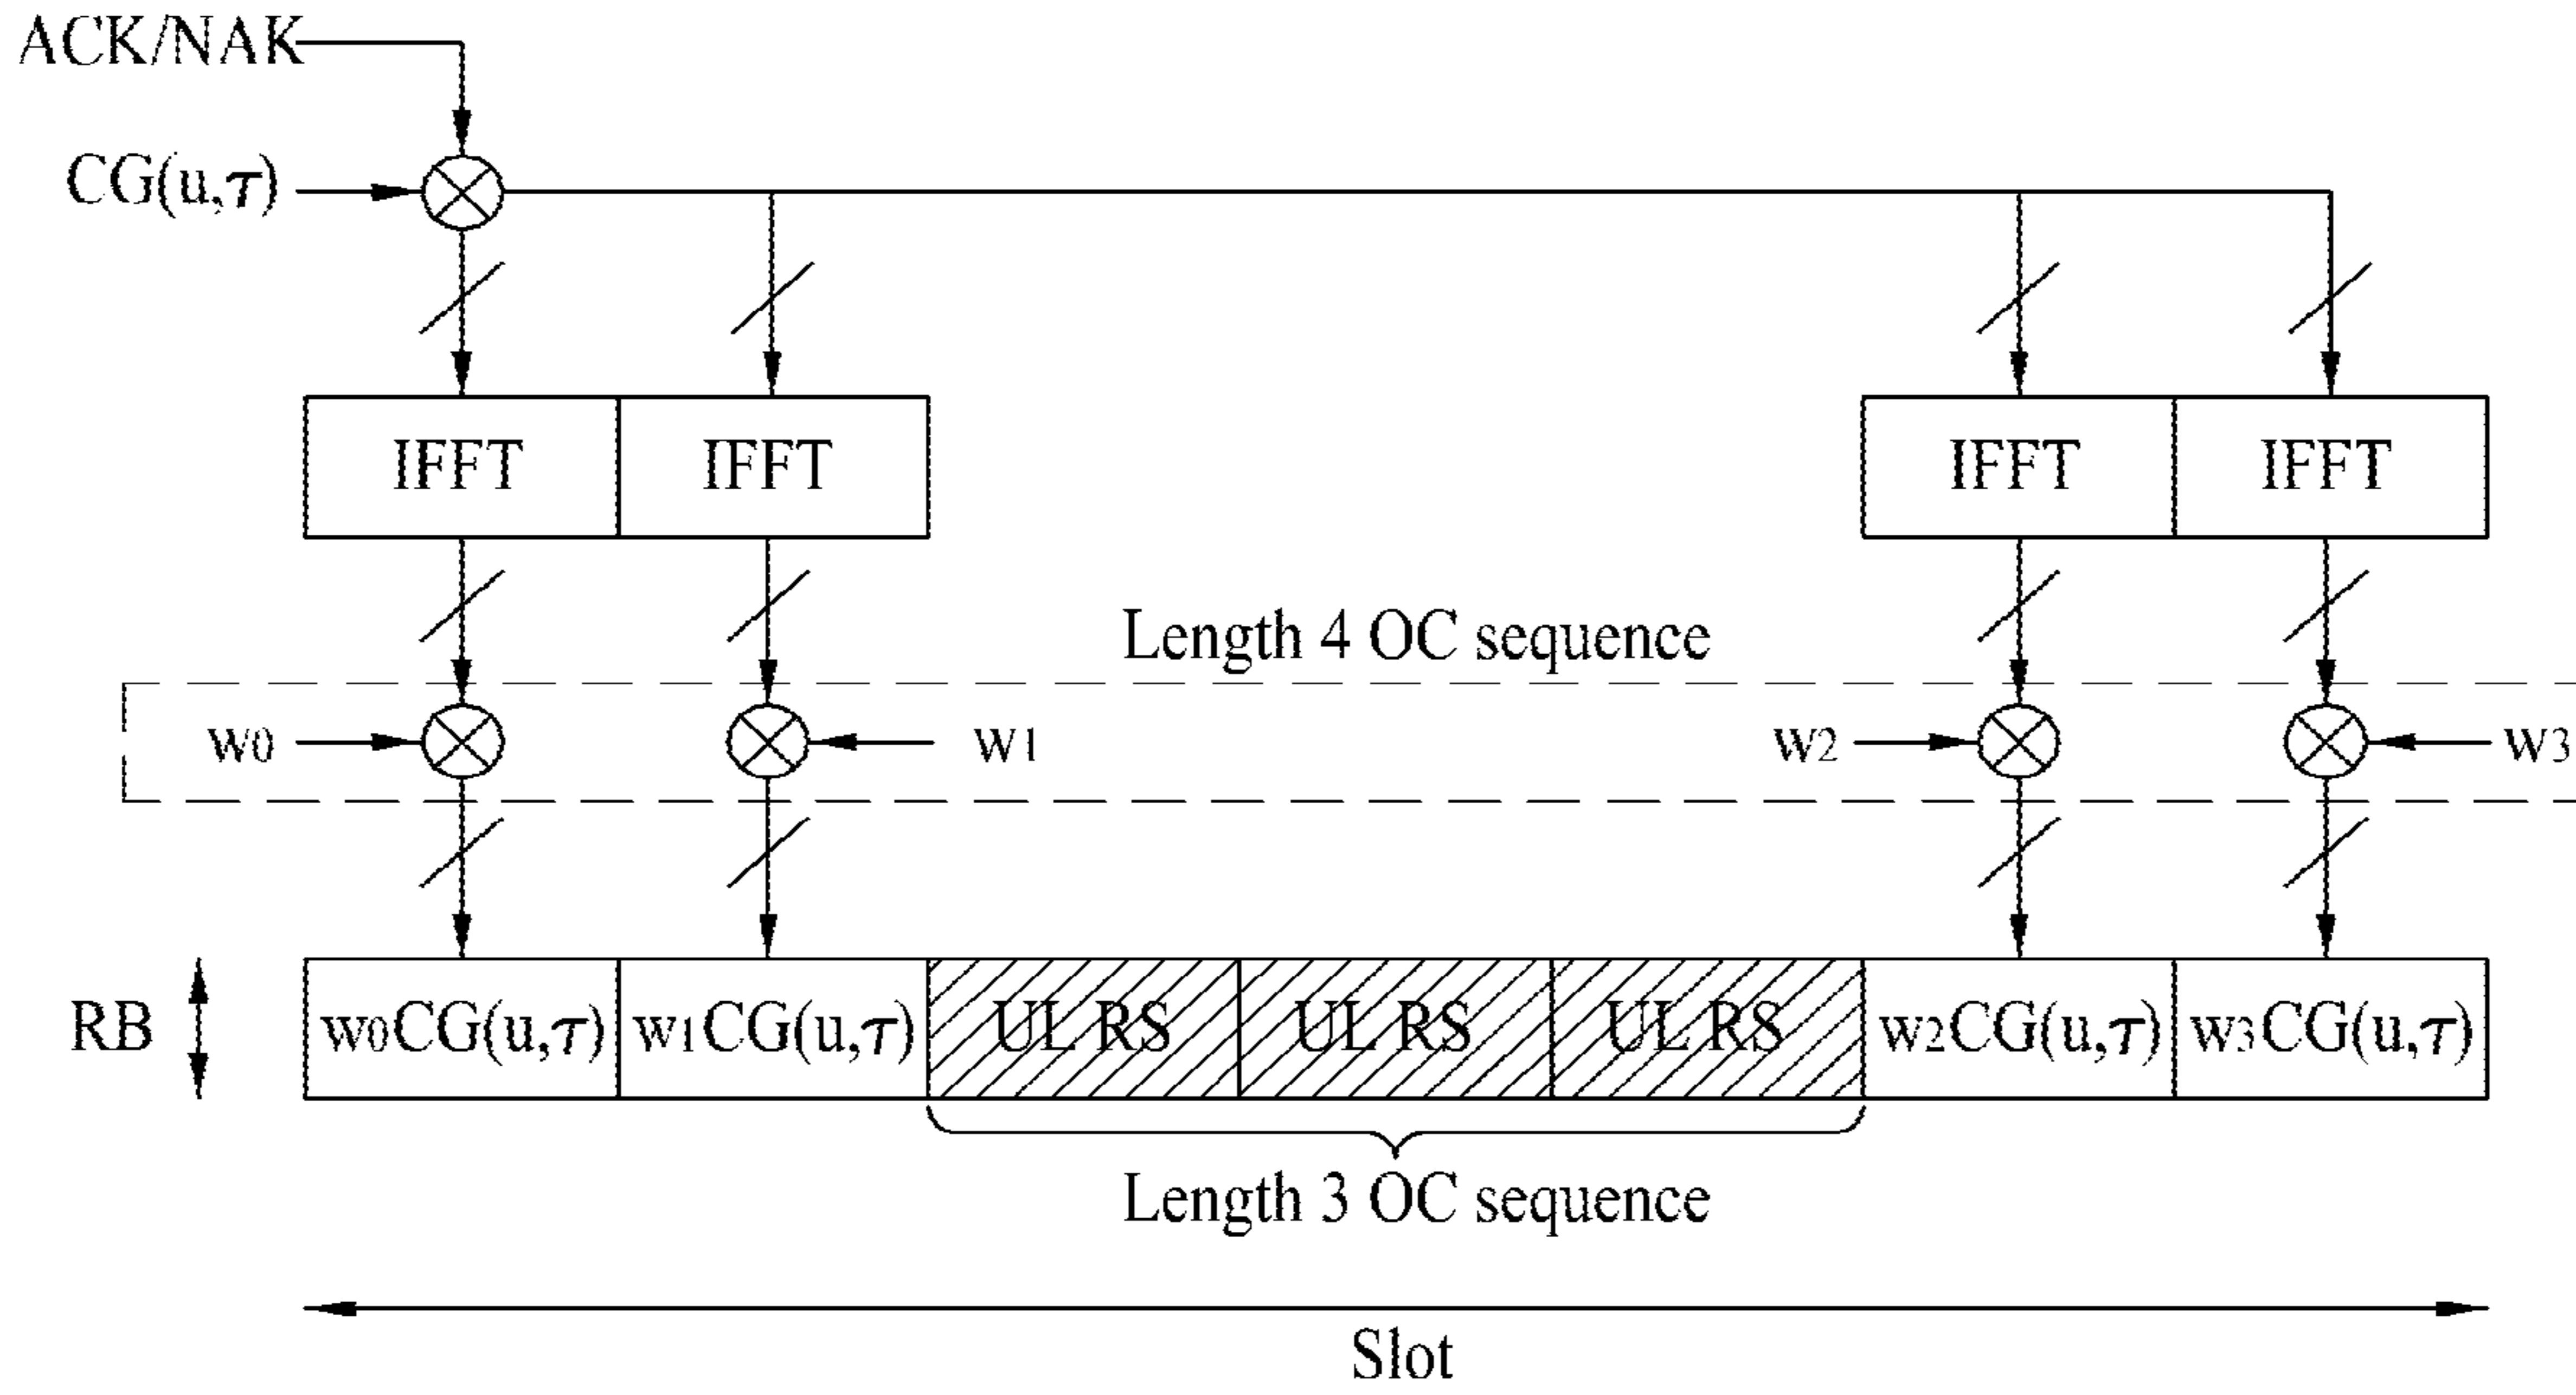 ACK/NAK
CG(u,τ)
IFFT IFFT IFFT IFFT
Length 4 OC sequence
w0 w1 w2 w3
RB w0CG(u,τ) w1CG(u,τ) UL RS UL RS UL RS w2CG(u,τ) w3CG(u,τ)
Length 3 OC sequence
Slot